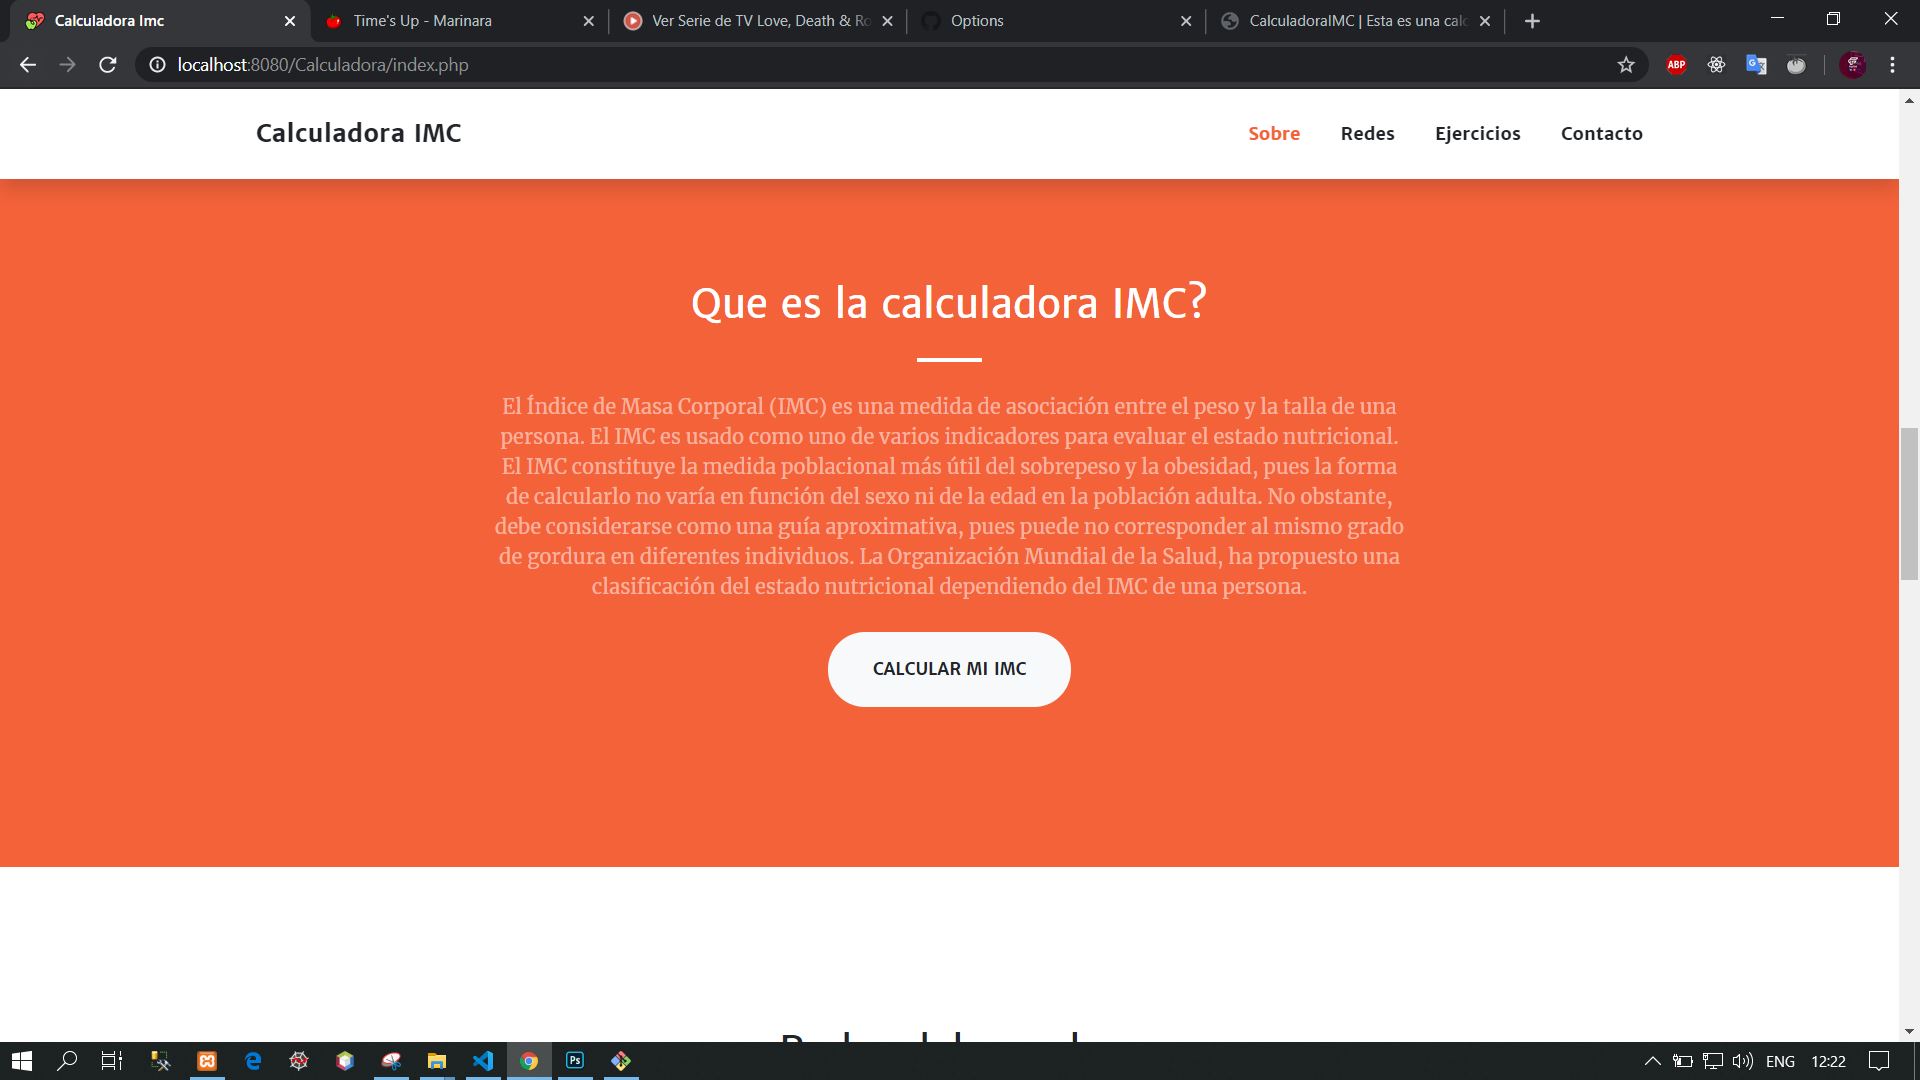 Calculadora Imc
Time's Up - Marinara
Ver Serie de TV Love, Death & Ro
Options
CalculadoraIMC | Esta es una calc
localhost:8080/Calculadora/index.php
ABP
Calculadora IMC
Sobre
Redes
Ejercicios
Contacto
Que es la calculadora IMC?
El Índice de Masa Corporal (IMC) es una medida de asociación entre el peso y la talla de una
persona. El IMC es usado como uno de varios indicadores para evaluar el estado nutricional.
El IMC constituye la medida poblacional más útil del sobrepeso y la obesidad, pues la forma
de calcularlo no varía en función del sexo ni de la edad en la población adulta. No obstante,
debe considerarse como una guía aproximativa, pues puede no corresponder al mismo grado
de gordura en diferentes individuos. La Organización Mundial de la Salud, ha propuesto una
clasificación del estado nutricional dependiendo del IMC de una persona.
CALCULAR MI IMC
Ps
ENG
12:22